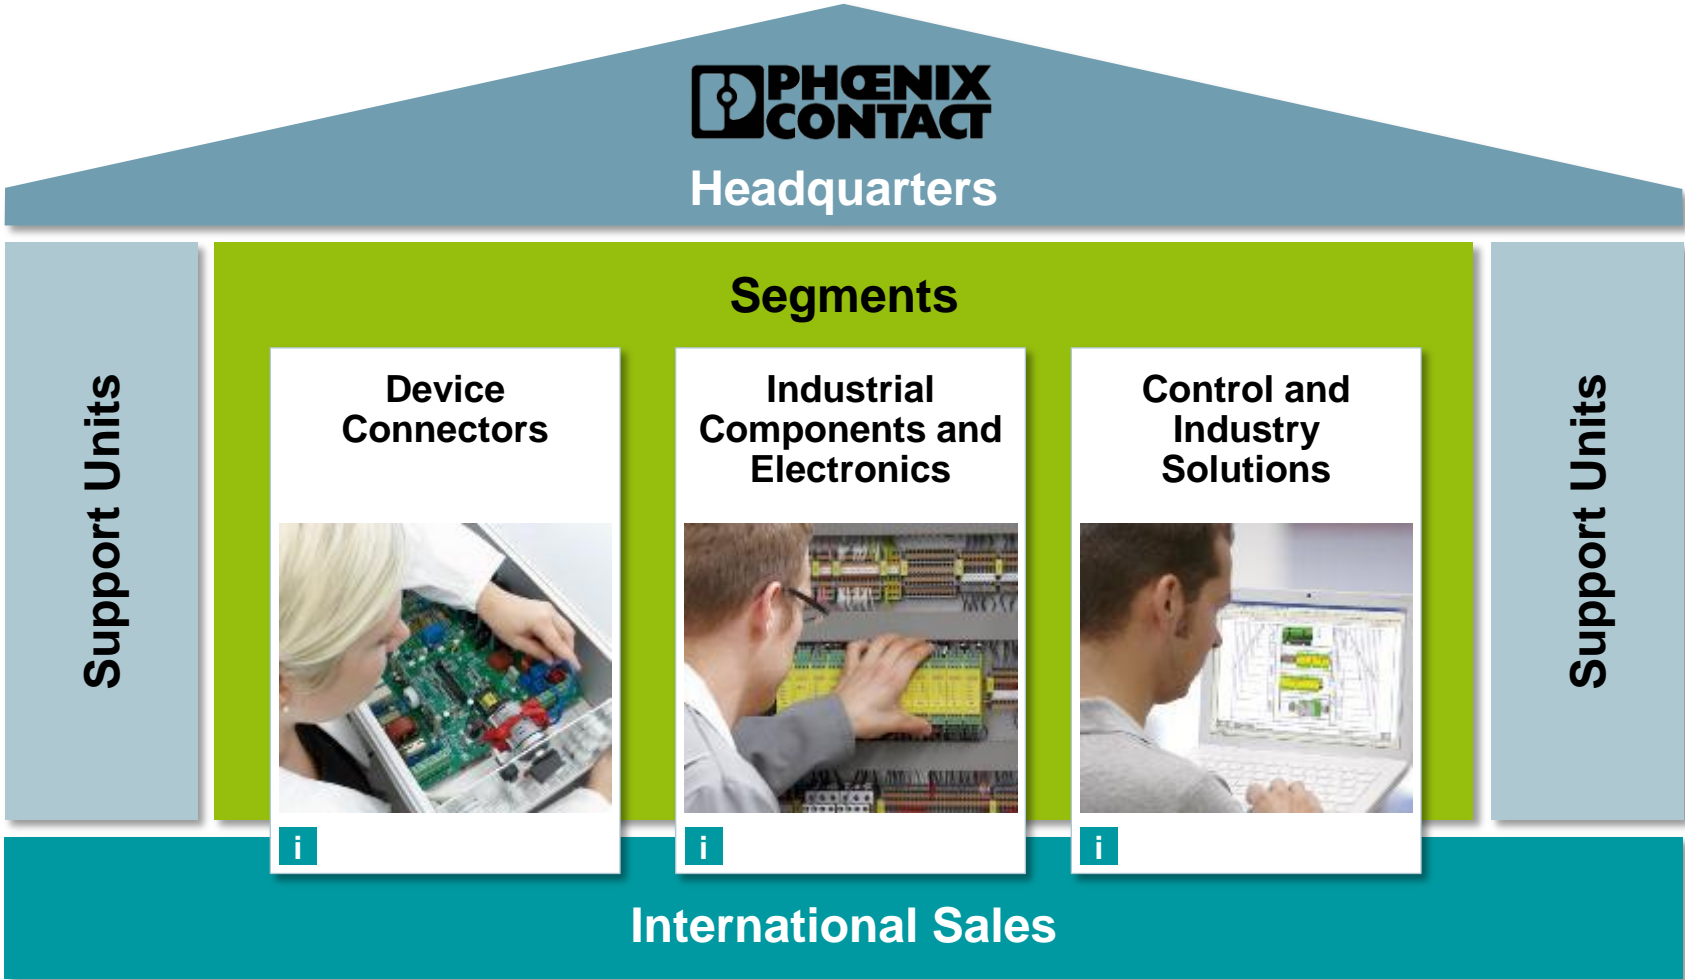 PHŒNIX
CONTACT
Headquarters
Support Units
Segments
Device
Connectors
i
Industrial
Components and
Electronics
i
Control and
Industry
Solutions
i
Support Units
International Sales